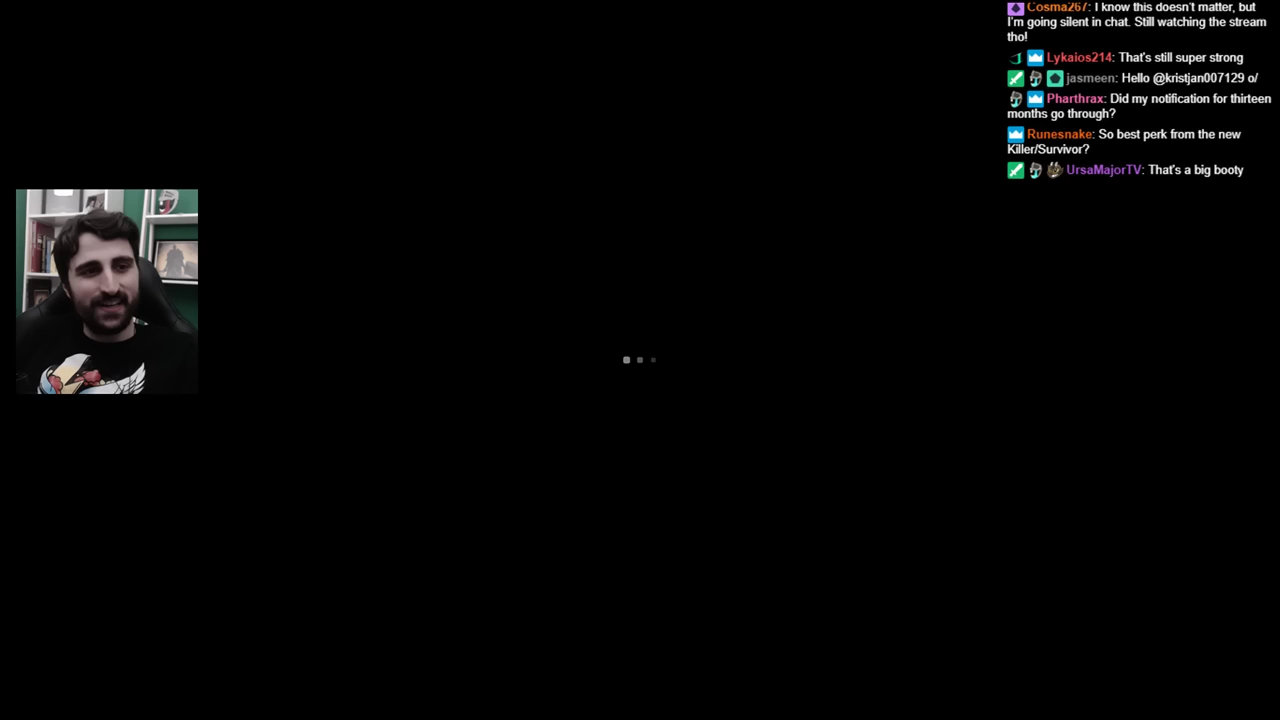 Cosma267: I know this doesn't matter, but
I'm going silent in chat. Still watching the stream
tho!
Lykaios214: That's still super strong
jasmeen: Hello @kristjan007129 o/
Pharthrax: Did my notification for thirteen
months go through?
Runesnake: So best perk from the new
Killer/Survivor?
UrsaMajorTV: That's a big booty